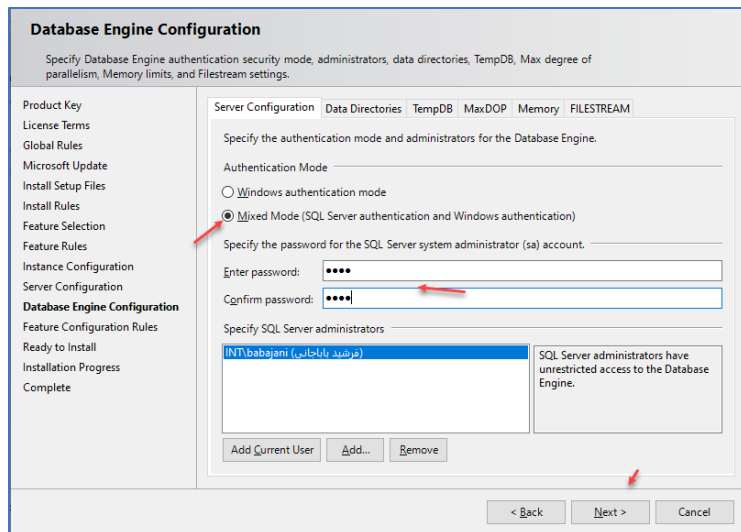 Database Engine Configuration
Specify Database Engine authentication security mode, administrators, data directories, TempDB, Max degree of
parallelism, Memory limits, and Filestream settings.
Product Key
License Terms
Global Rules
Microsoft Update
Install Setup Files
Install Rules
Feature Selection
Feature Rules
Instance Configuration
Server Configuration
Database Engine Configuration
Feature Configuration Rules
Ready to Install
Installation Progress
Complete
Server Configuration Data Directories TempDB MaxDOP Memory FILESTREAM
Specify the authentication mode and administrators for the Database Engine.
Authentication Mode
Windows authentication mode
Mixed Mode (SQL Server authentication and Windows authentication)
Specify the password for the SQL Server system administrator (sa) account.
Enter password: ●●●●
Confirm password: ●●●●
Specify SQL Server administrators
INT\babajani (فرشید باباجانی)
SQL Server administrators have
unrestricted access to the Database
Engine.
Add Current User Add... Remove
< Back Next > Cancel